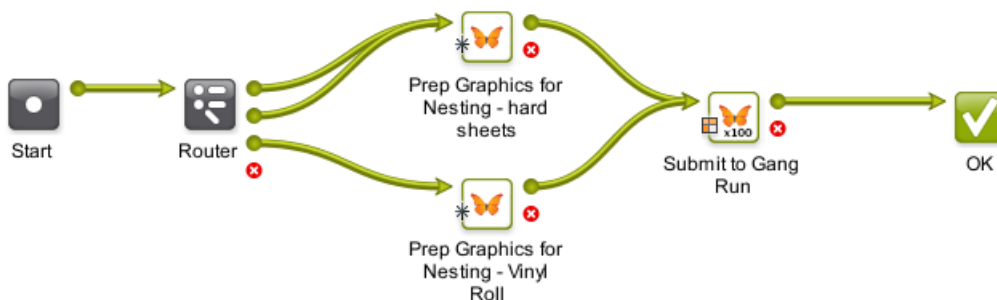 Start
Router
Prep Graphics for
Nesting - hard
sheets
Prep Graphics for
Nesting - Vinyl
Roll
x100
Submit to Gang
Run
OK